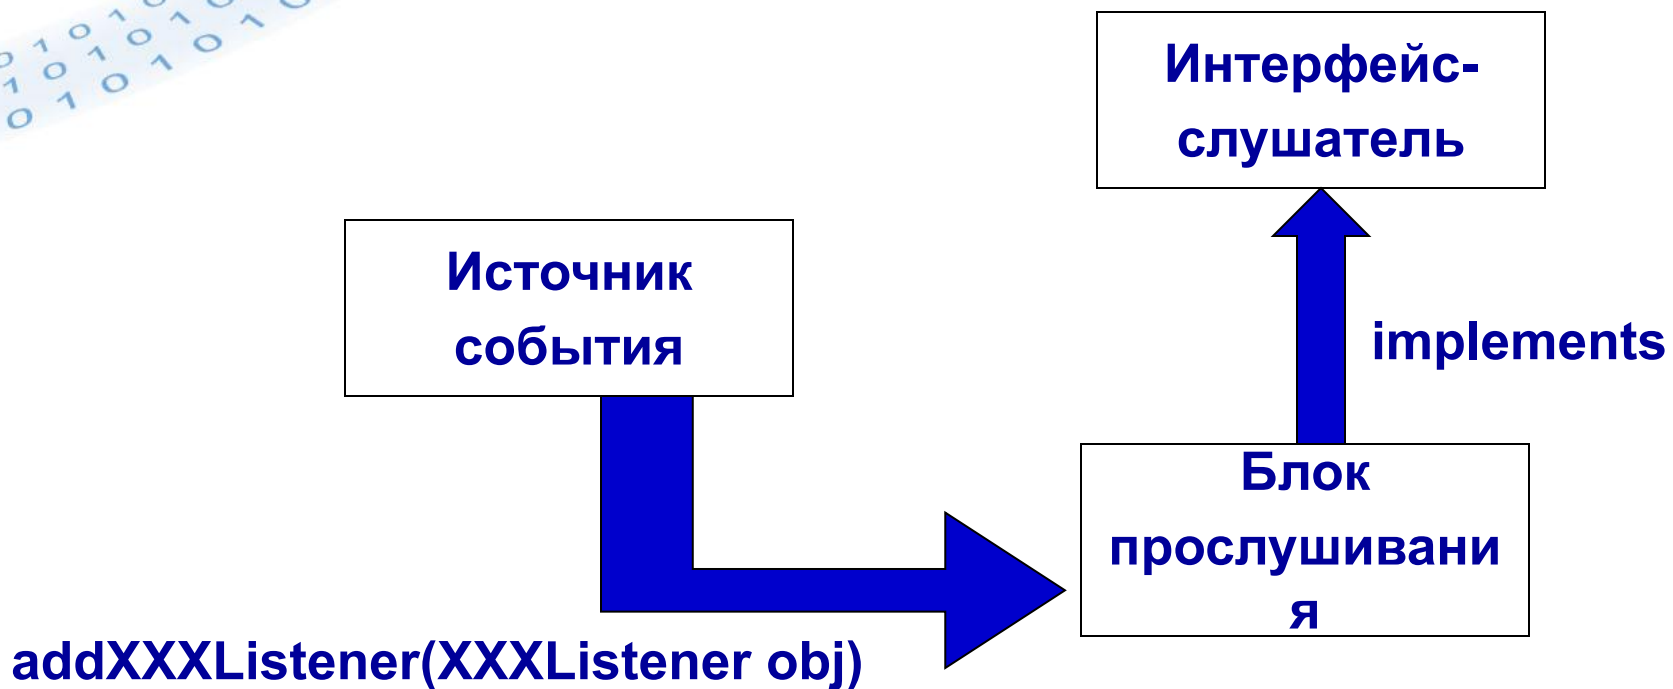 Интерфейс-
слушатель
Источник
события
implements
Блок
прослушивани
я
addXXXListener(XXXListener obj)